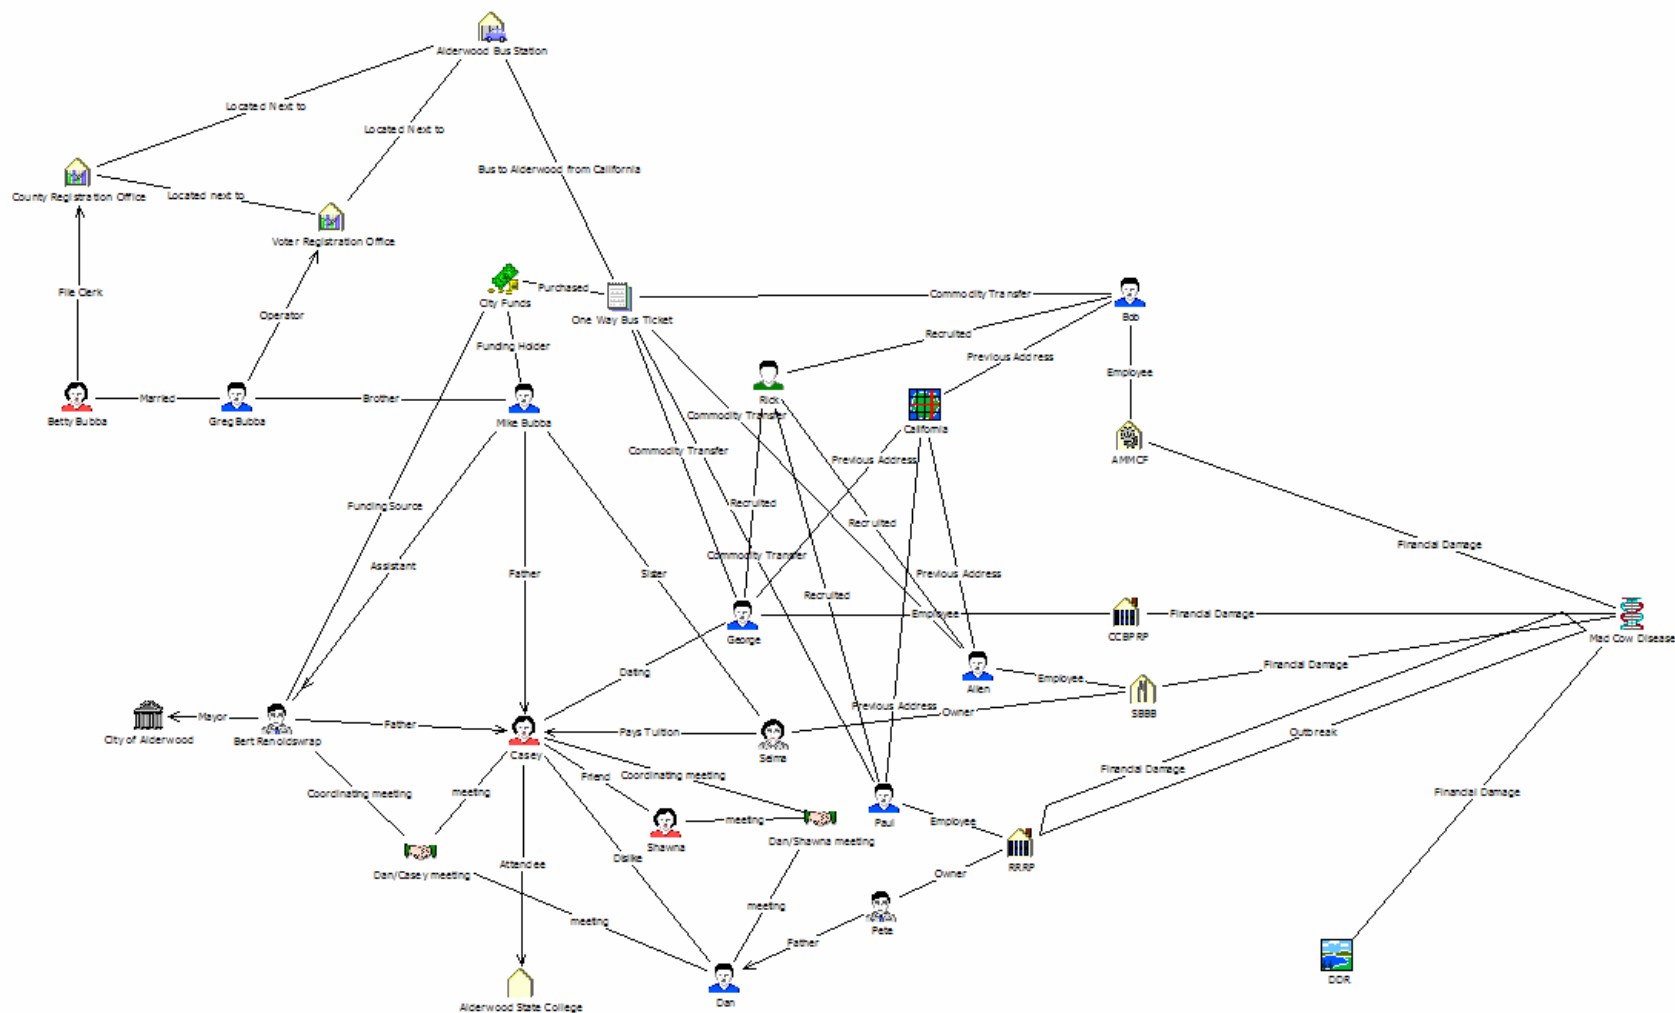 Alderwood Bus Station
Located Next to
Located Next to
Bus to Alderwood from California
County Registration Office
Located next to
Voter Registration Office
File Clerk
Operator
City Funds
Purchased
One Way Bus Ticket
Commodity Transfer
Bob
Funding Holder
Recruited
Previous Address
Employee
Betty Bubba
Married
Greg Bubba
Brother
Mike Bubba
Rick
Commodity Transfer
California
Commodity Transfer
Previous Address
AMMCF
Funding Source
Recruited
Recruited
Financial Damage
Commodity Transfer
Assistant
Father
Sister
Previous Address
Recruited
George
Employee
CCBPRP
Financial Damage
Mad Cow Disease
Dating
Allen
Employee
Financial Damage
SBBB
Previous Address
Owner
City of Alderwood
Mayor
Bert Renoldswrap
Father
Casey
Pays Tuition
Selma
Outbreak
Coordinating meeting
meeting
Friend
Coordinating meeting
Financial Damage
Financial Damage
Shawna
meeting
Dan/Shawna meeting
Paul
Employee
RRRP
Dan/Casey meeting
Attendee
Dislike
Owner
meeting
meeting
Pete
Father
Alderwood State College
Dan
DDR